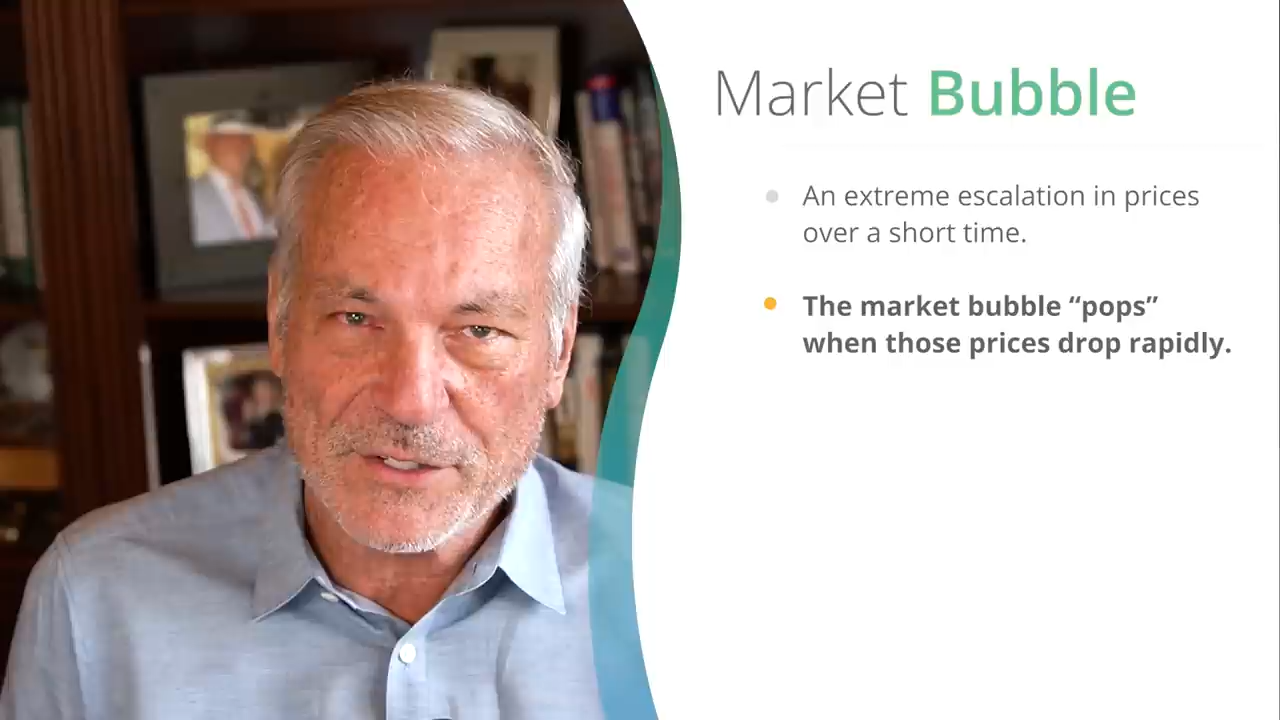 Market Bubble
An extreme escalation in prices
over a short time.
The market bubble “pops”
when those prices drop rapidly.